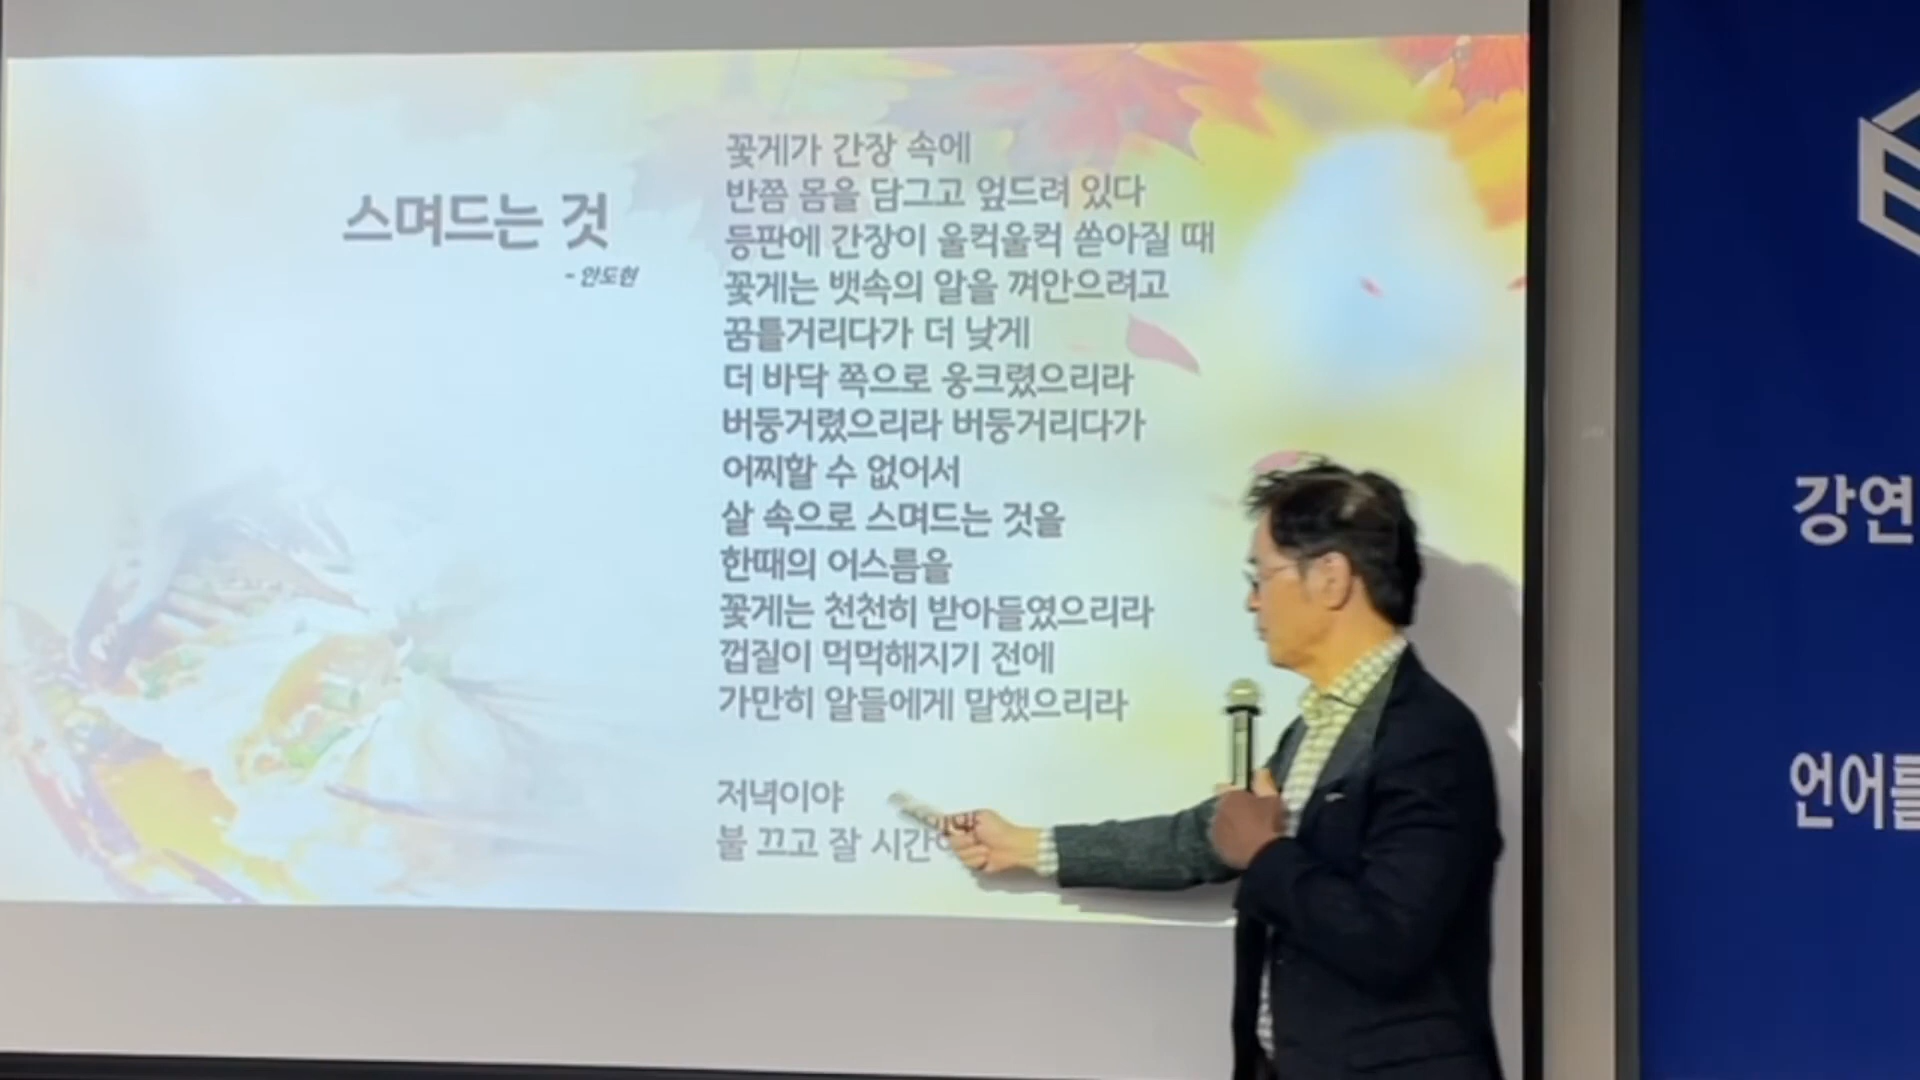 스며드는 것
- 안도현
꽃게가 간장 속에
반쯤 몸을 담그고 엎드려 있다
등판에 간장이 울컥울컥 쏟아질 때
꽃게는 뱃속의 알을 껴안으려고
꿈틀거리다가 더 낮게
더 바닥 쪽으로 웅크렸으리라
버둥거렸으리라 버둥거리다가
어찌할 수 없어서
살 속으로 스며드는 것을
한때의 어스름을
꽃게는 천천히 받아들였으리라
껍질이 먹먹해지기 전에
가만히 알들에게 말했으리라
저녁이야
불 끄고 잘 시간
강연
언어를